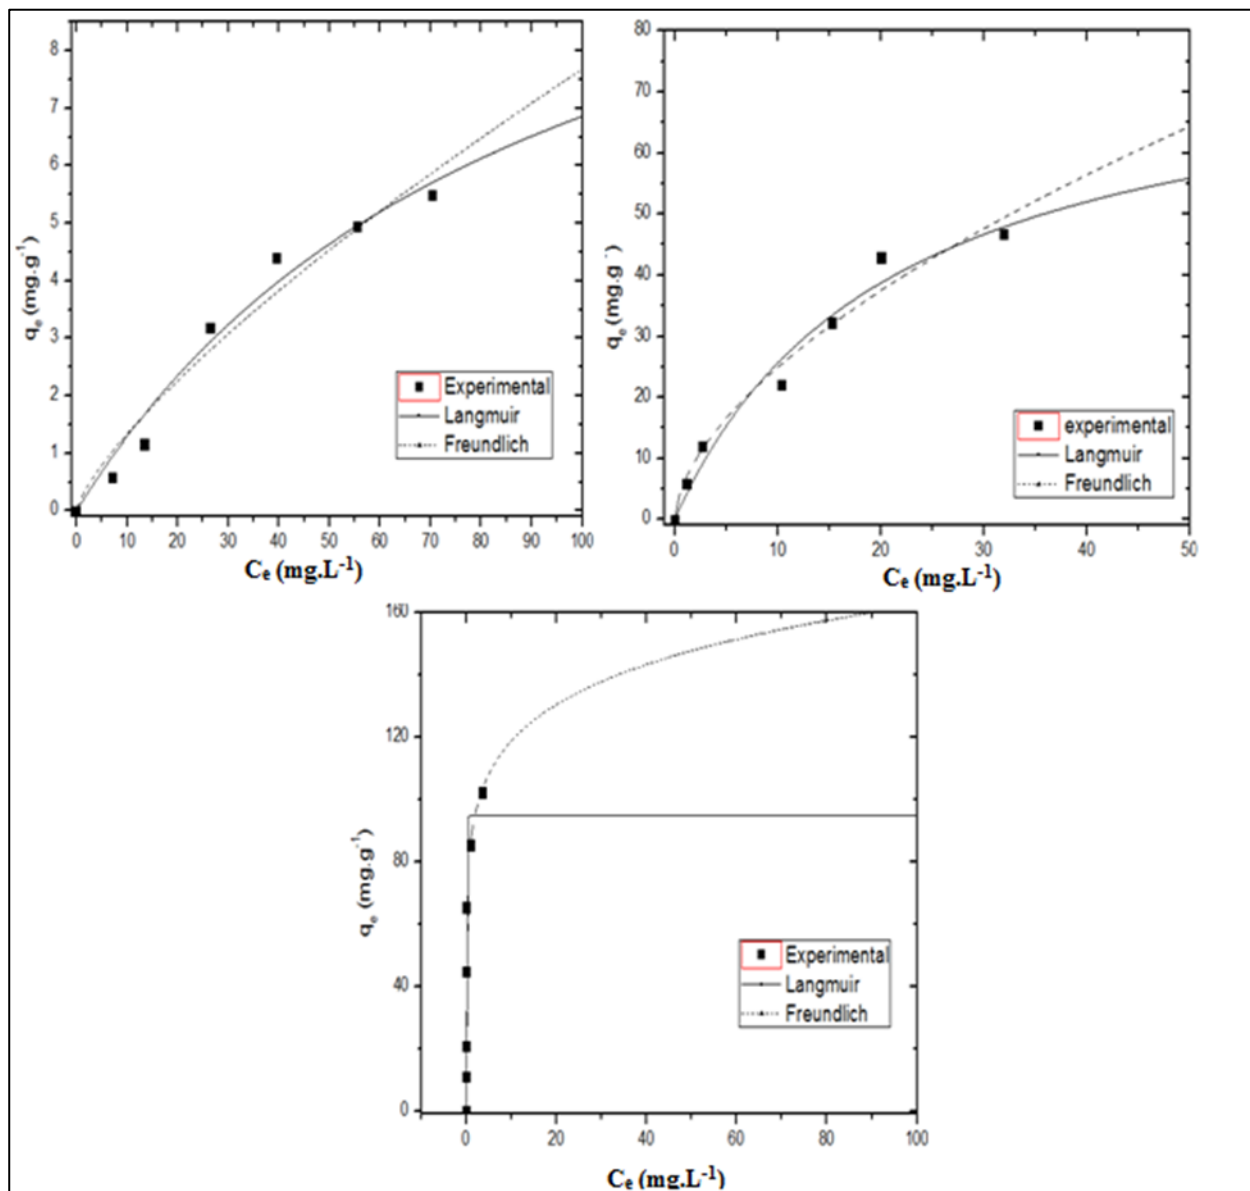 8
7
6
5
4
3
2
1
0
qe (mg.g-1)
0 10 20 30 40 50 60 70 80 90 100
Ce (mg.L-1)
Experimental
Langmuir
Freundlich
80
70
60
50
40
30
20
10
0
qe (mg.g-)
0 10 20 30 40 50
Ce (mg.L-1)
experimental
Langmuir
Freundlich
160
120
80
40
0
qe (mg.g-1)
0 20 40 60 80 100
Ce (mg.L-1)
Experimental
Langmuir
Freundlich